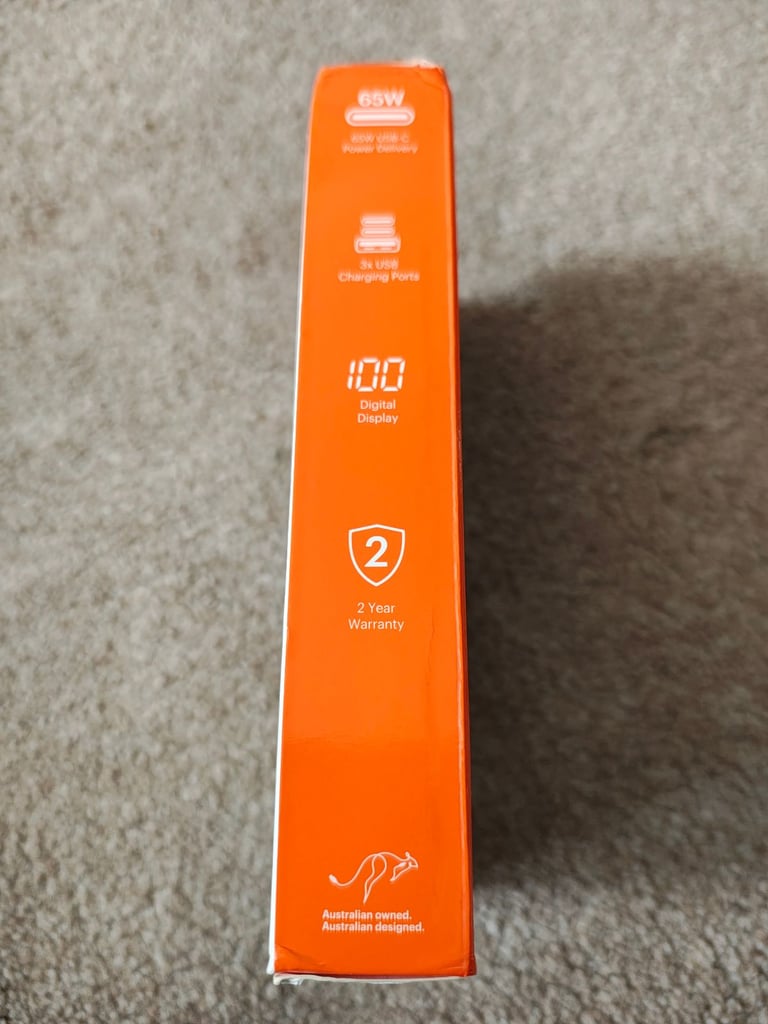 65W
65W USB-C
Power Delivery
3x USB
Charging Ports
100
Digital
Display
2
2 Year
Warranty
Australian owned.
Australian designed.